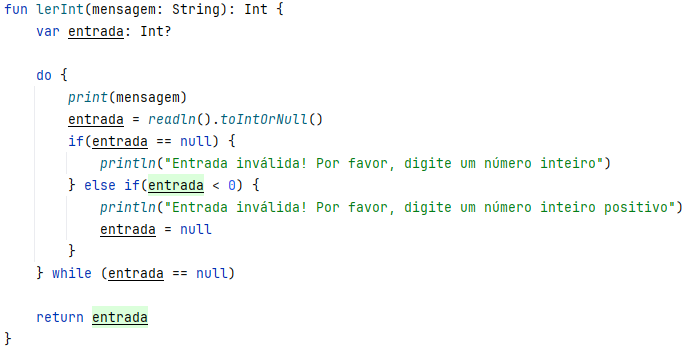 fun lerInt(mensagem: String): Int {
    var entrada: Int?

    do {
        print(mensagem)
        entrada = readln().toIntOrNull()
        if(entrada == null) {
            println("Entrada inválida! Por favor, digite um número inteiro")
        } else if(entrada < 0) {
            println("Entrada inválida! Por favor, digite um número inteiro positivo")
            entrada = null
        }
    } while (entrada == null)

    return entrada
}